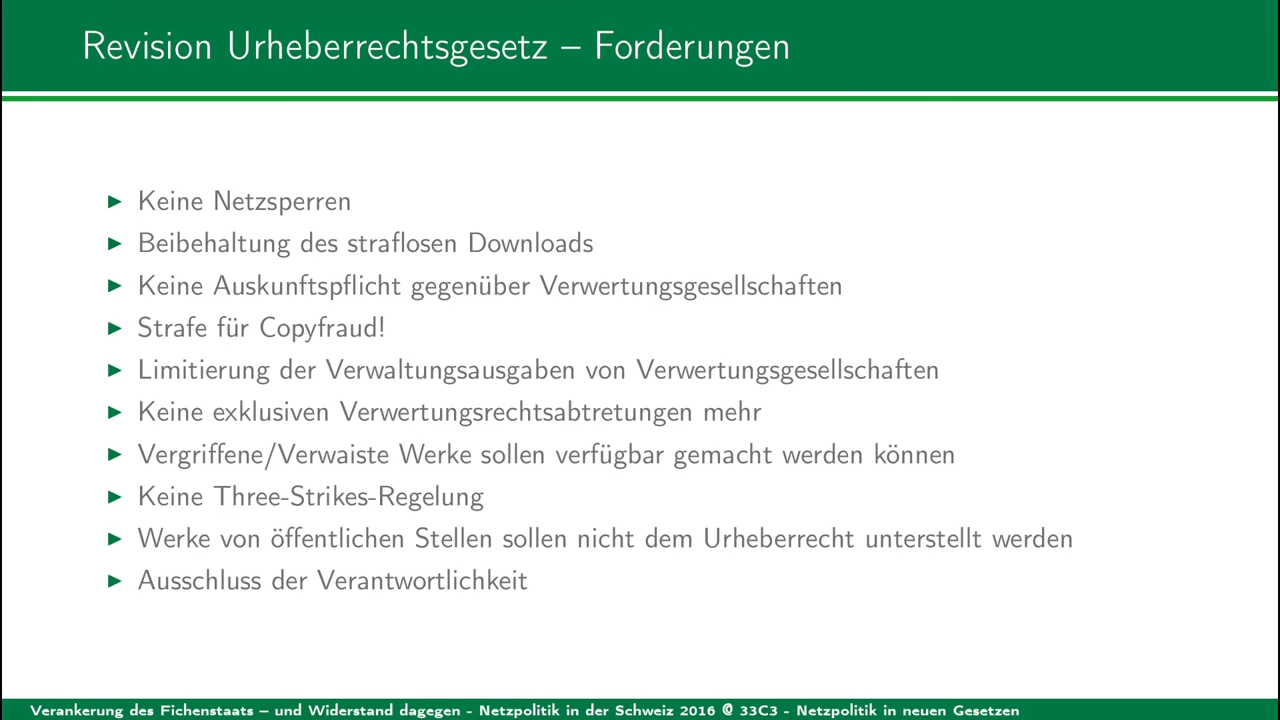 Revision Urheberrechtsgesetz – Forderungen
Keine Netzsperren
Beibehaltung des straflosen Downloads
Keine Auskunftspflicht gegenüber Verwertungsgesellschaften
Strafe für Copyfraud!
Limitierung der Verwaltungsausgaben von Verwertungsgesellschaften
Keine exklusiven Verwertungsrechtsabtretungen mehr
Vergriffene/Verwaiste Werke sollen verfügbar gemacht werden können
Keine Three-Strikes-Regelung
Werke von öffentlichen Stellen sollen nicht dem Urheberrecht unterstellt werden
Ausschluss der Verantwortlichkeit
Verankerung des Fichenstaats – und Widerstand dagegen - Netzpolitik in der Schweiz 2016 @ 33C3 - Netzpolitik in neuen Gesetzen